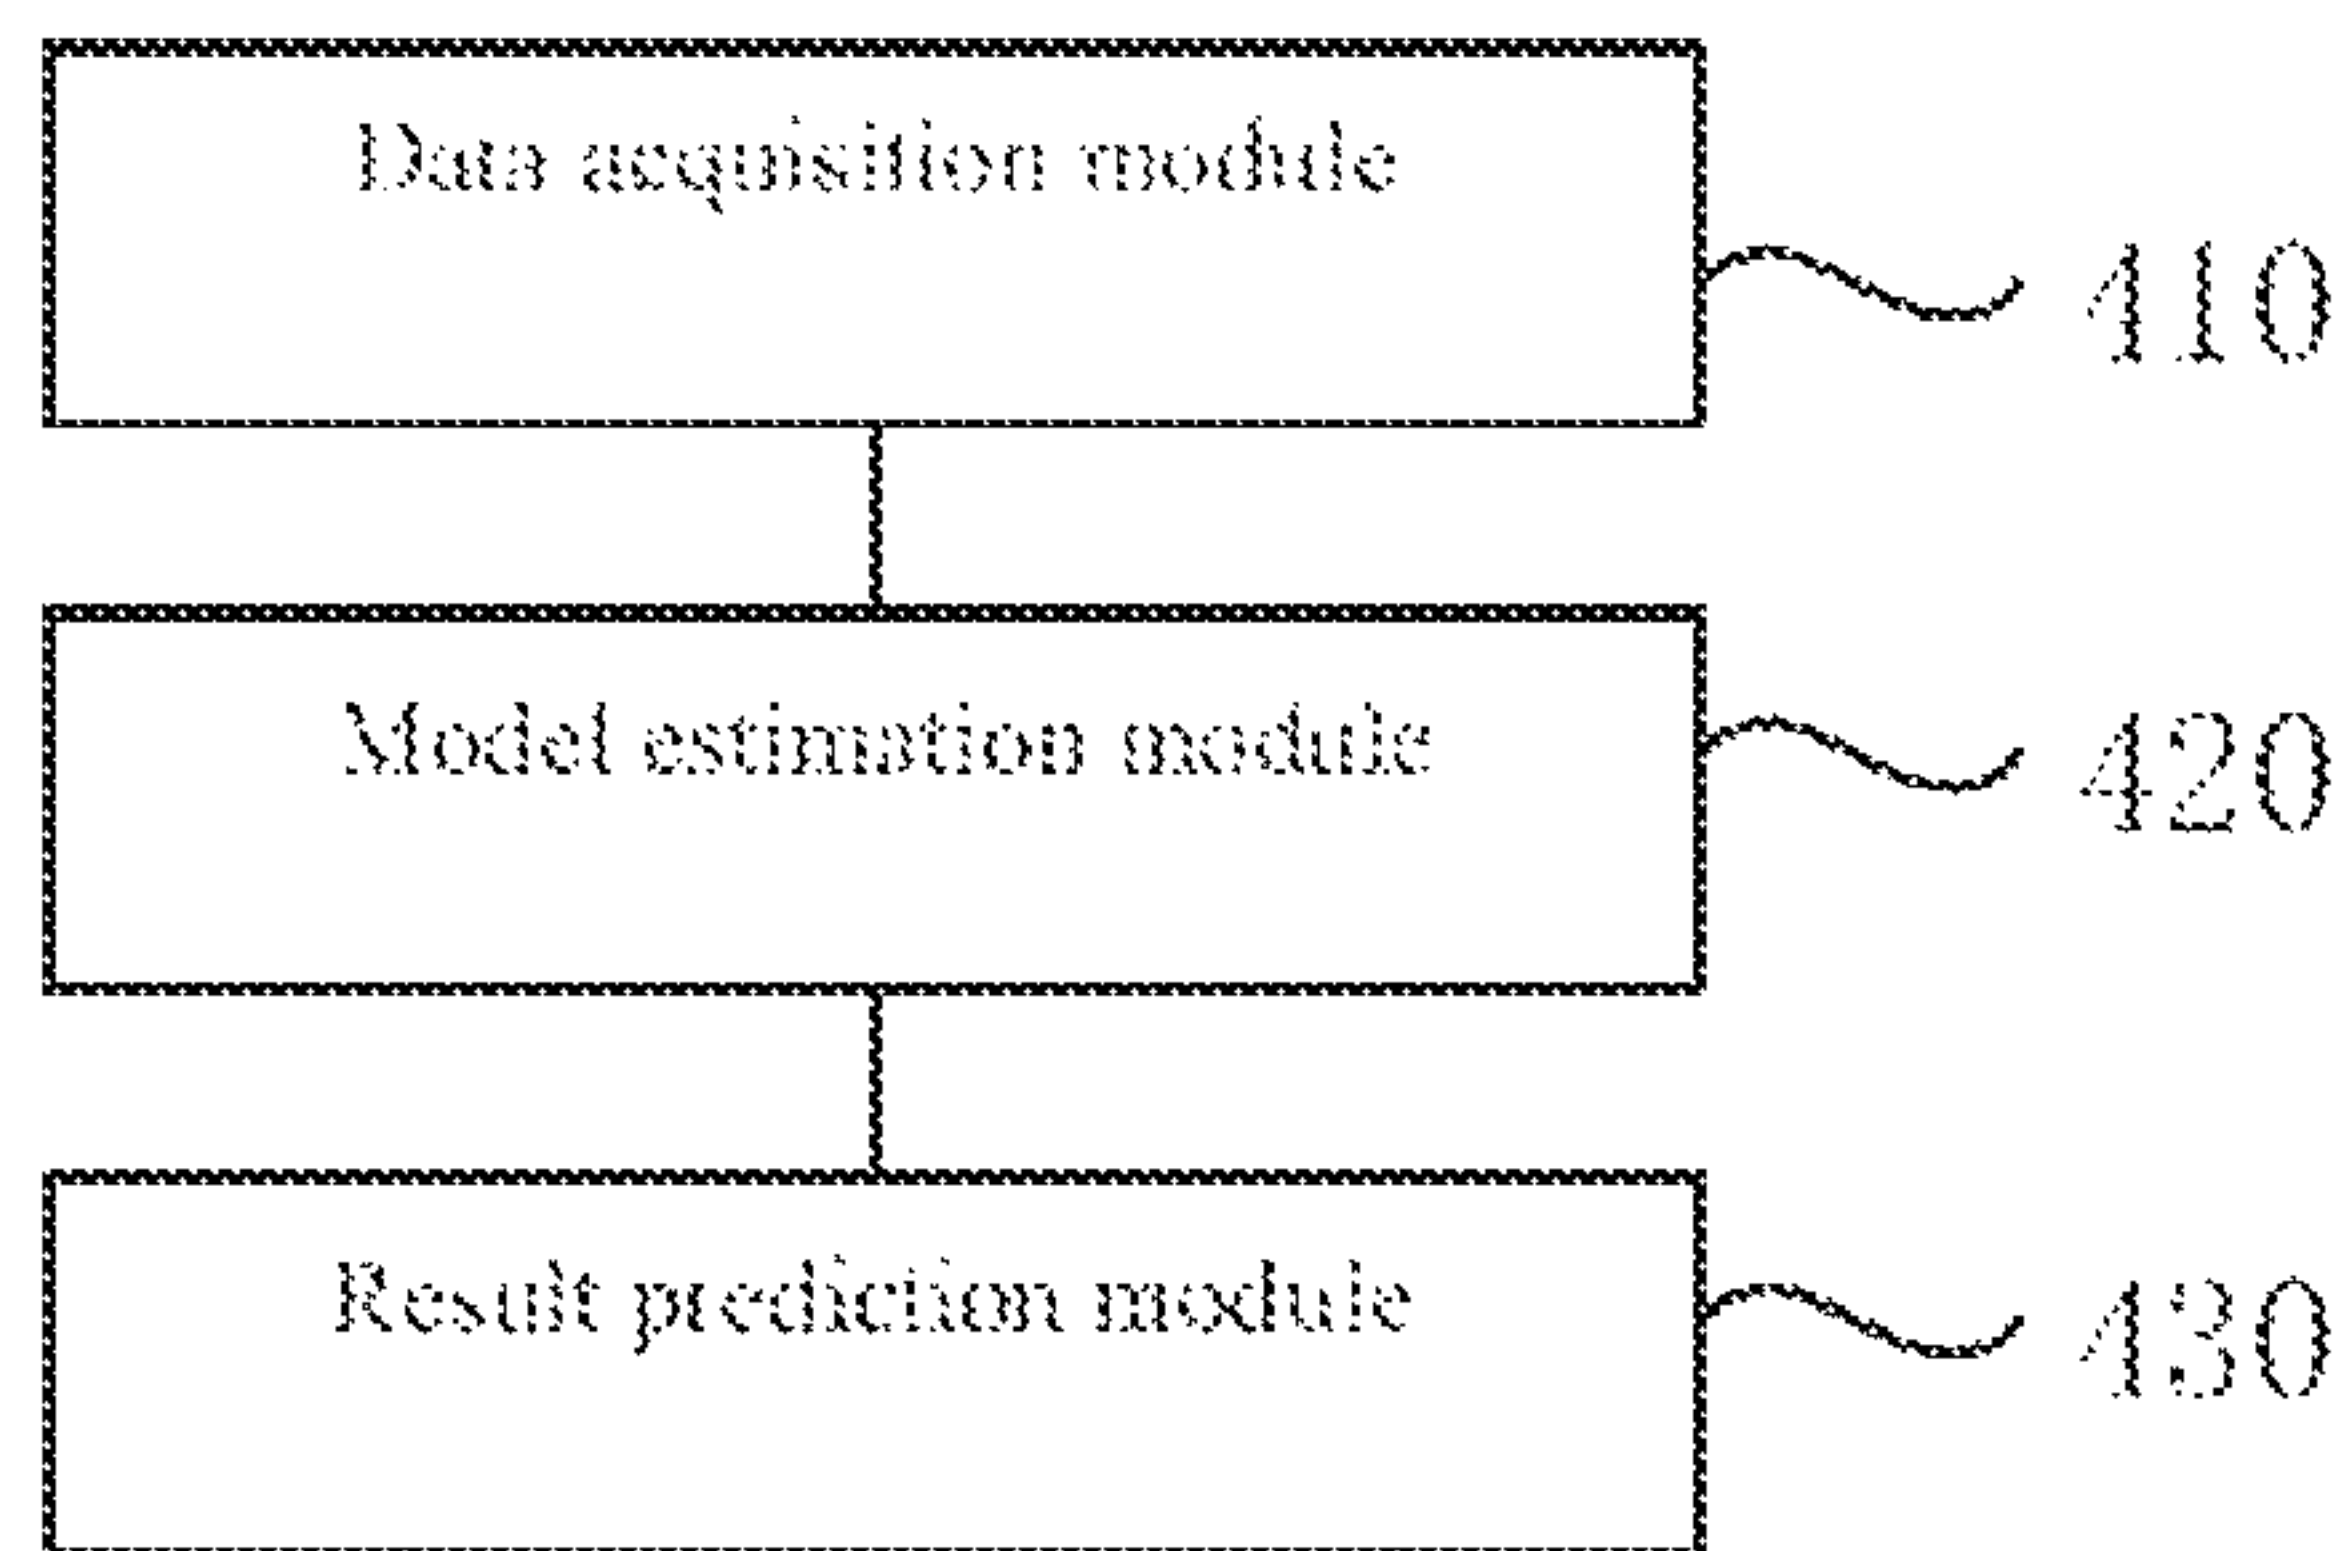 Data acquisition module
410
Model estimation module
420
Result prediction module
430